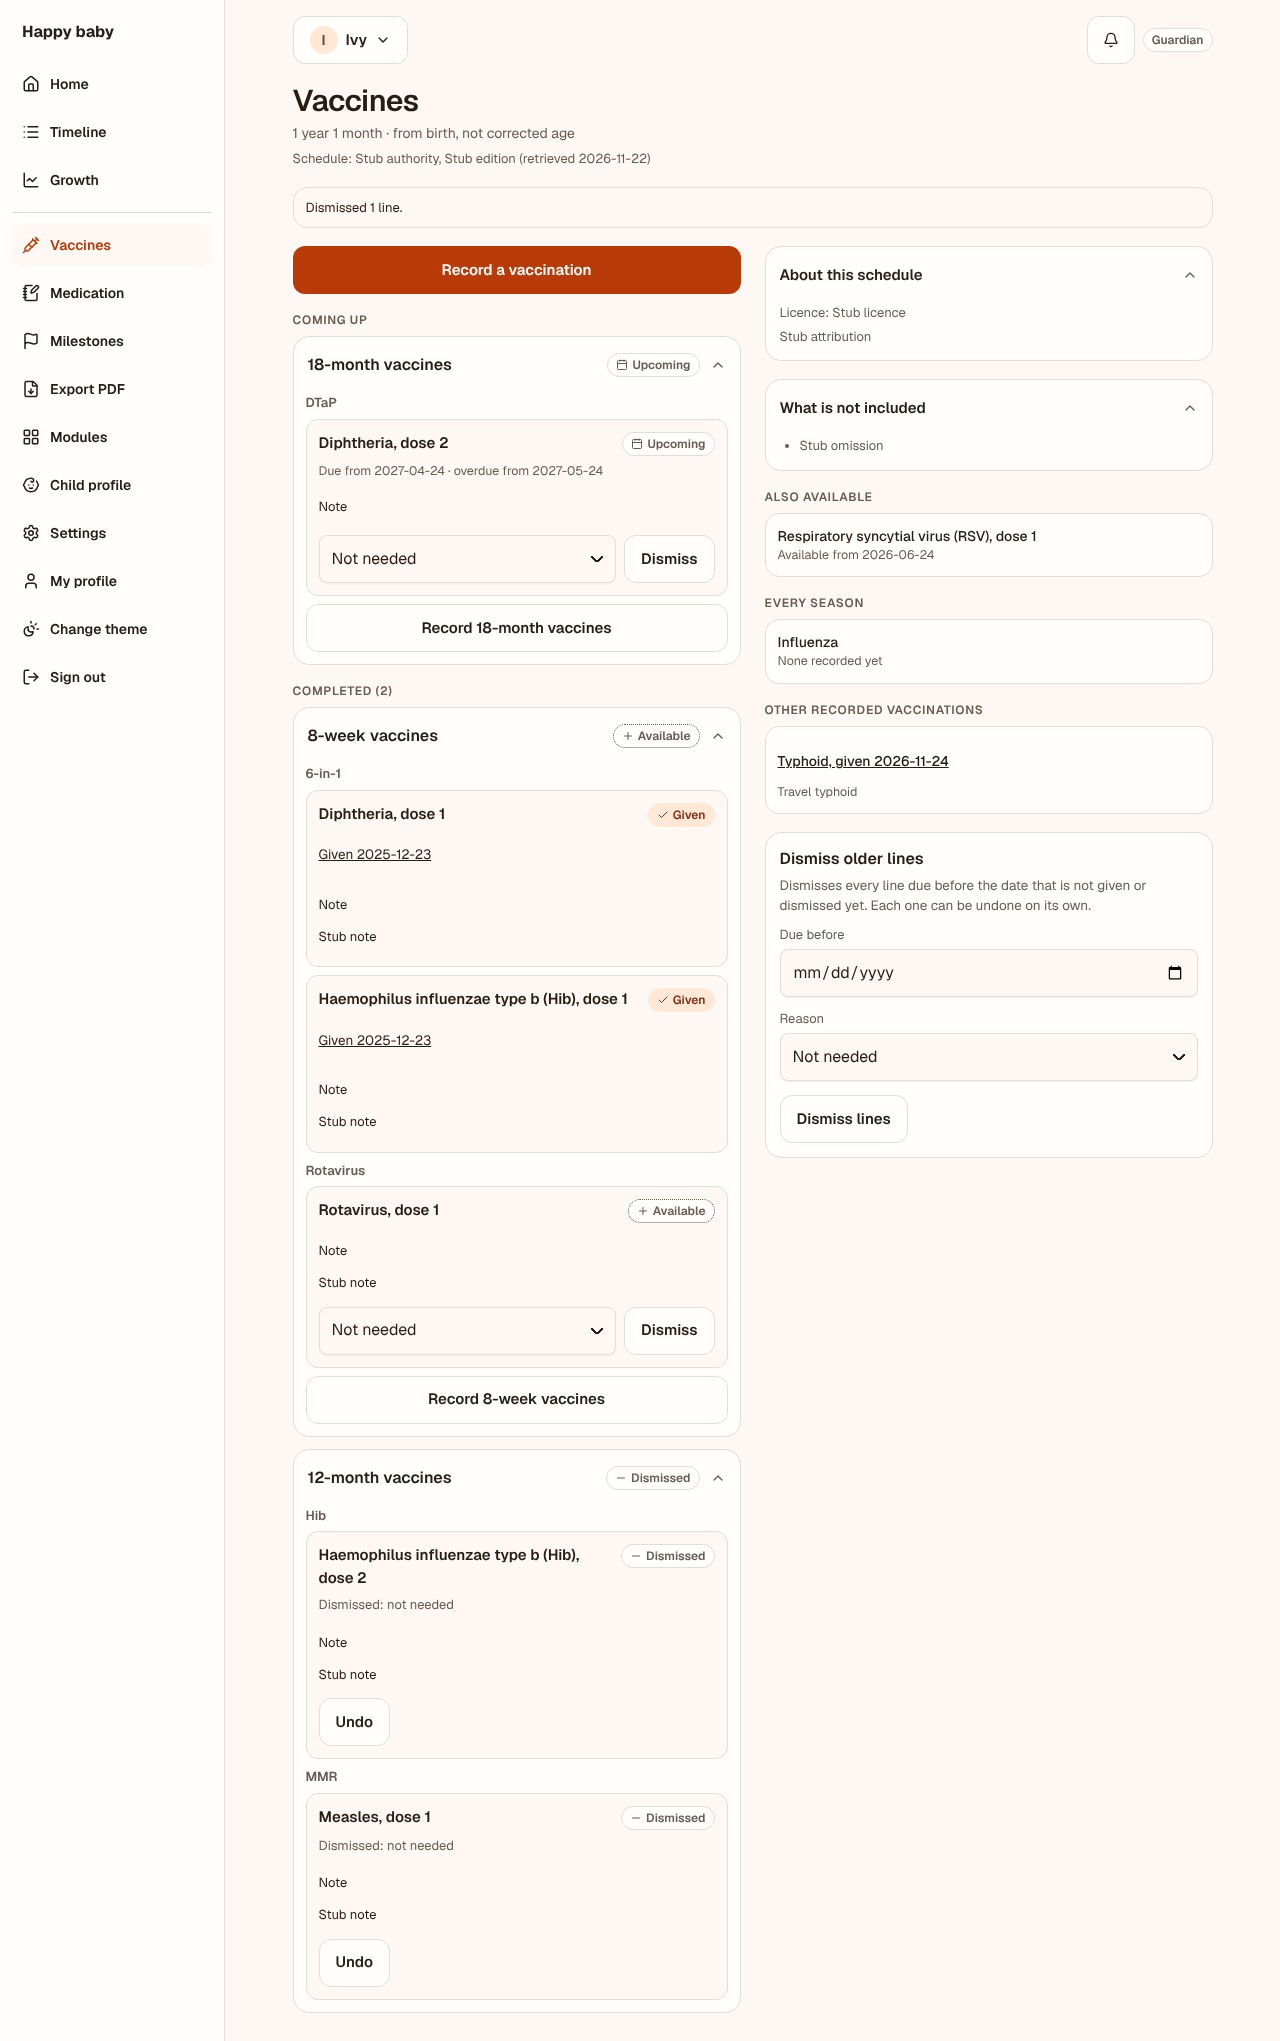 Happy baby
Home
Timeline
Growth
Vaccines
Medication
Milestones
Export PDF
Modules
Child profile
Settings
My profile
Change theme
Sign out
I Ivy
Guardian
Vaccines
1 year 1 month · from birth, not corrected age
Schedule: Stub authority, Stub edition (retrieved 2026-11-22)
Dismissed 1 line.
Record a vaccination
COMING UP
18-month vaccines Upcoming
DTaP
Diphtheria, dose 2 Upcoming
Due from 2027-04-24 · overdue from 2027-05-24
Note
Not needed Dismiss
Record 18-month vaccines
COMPLETED (2)
8-week vaccines Available
6-in-1
Diphtheria, dose 1 Given
Given 2025-12-23
Note
Stub note
Haemophilus influenzae type b (Hib), dose 1 Given
Given 2025-12-23
Note
Stub note
Rotavirus
Rotavirus, dose 1 Available
Note
Stub note
Not needed Dismiss
Record 8-week vaccines
12-month vaccines Dismissed
Hib
Haemophilus influenzae type b (Hib), Dismissed
dose 2
Dismissed: not needed
Note
Stub note
Undo
MMR
Measles, dose 1 Dismissed
Dismissed: not needed
Note
Stub note
Undo
About this schedule
Licence: Stub licence
Stub attribution
What is not included
• Stub omission
ALSO AVAILABLE
Respiratory syncytial virus (RSV), dose 1
Available from 2026-06-24
EVERY SEASON
Influenza
None recorded yet
OTHER RECORDED VACCINATIONS
Typhoid, given 2026-11-24
Travel typhoid
Dismiss older lines
Dismisses every line due before the date that is not given or
dismissed yet. Each one can be undone on its own.
Due before
mm/dd/yyyy
Reason
Not needed
Dismiss lines